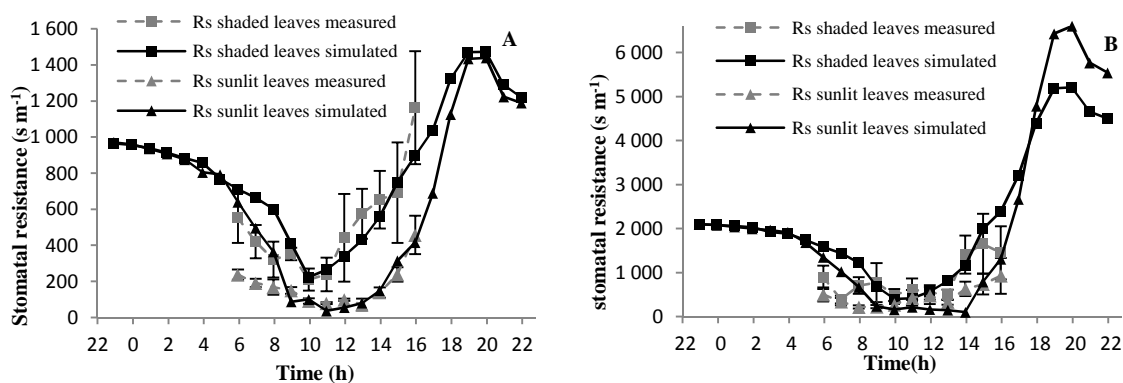 1 600
1 400
1 200
1 000
800
600
400
200
0
Stomatal resistance (s m-1)
Rs shaded leaves measured
Rs shaded leaves simulated
Rs sunlit leaves measured
Rs sunlit leaves simulated
A
22 0 2 4 6 8 10 12 14 16 18 20 22
Time (h)
6 000
5 000
4 000
3 000
2 000
1 000
0
stomatal resistance (s m-1)
Rs shaded leaves measured
Rs shaded leaves simulated
Rs sunlit leaves measured
Rs sunlit leaves simulated
B
22 0 2 4 6 8 10 12 14 16 18 20 22
Time(h)